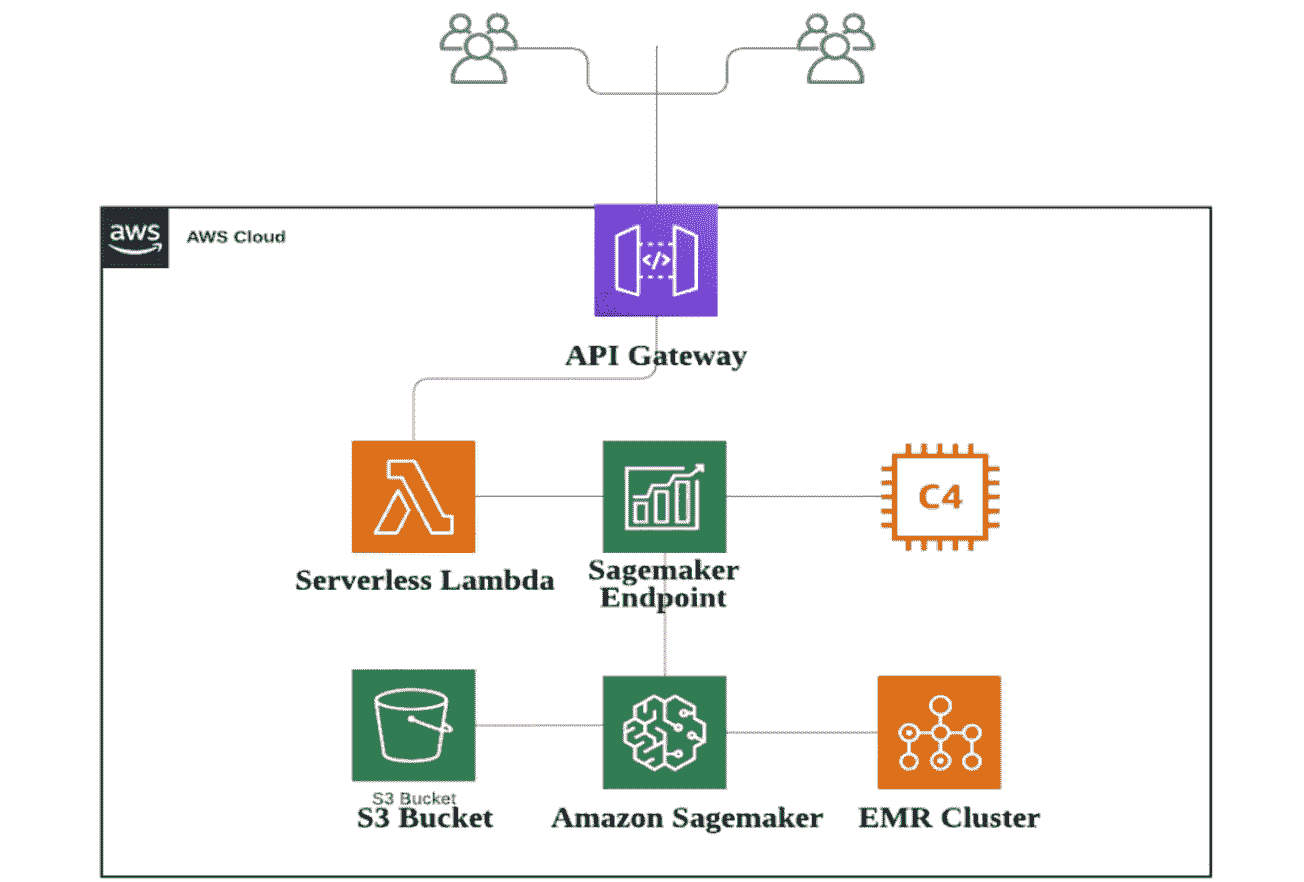 aws
AWS Cloud
</>
API Gateway
C4
Serverless Lambda
Sagemaker
Endpoint
S3 Bucket
S3 Bucket
Amazon Sagemaker
EMR Cluster